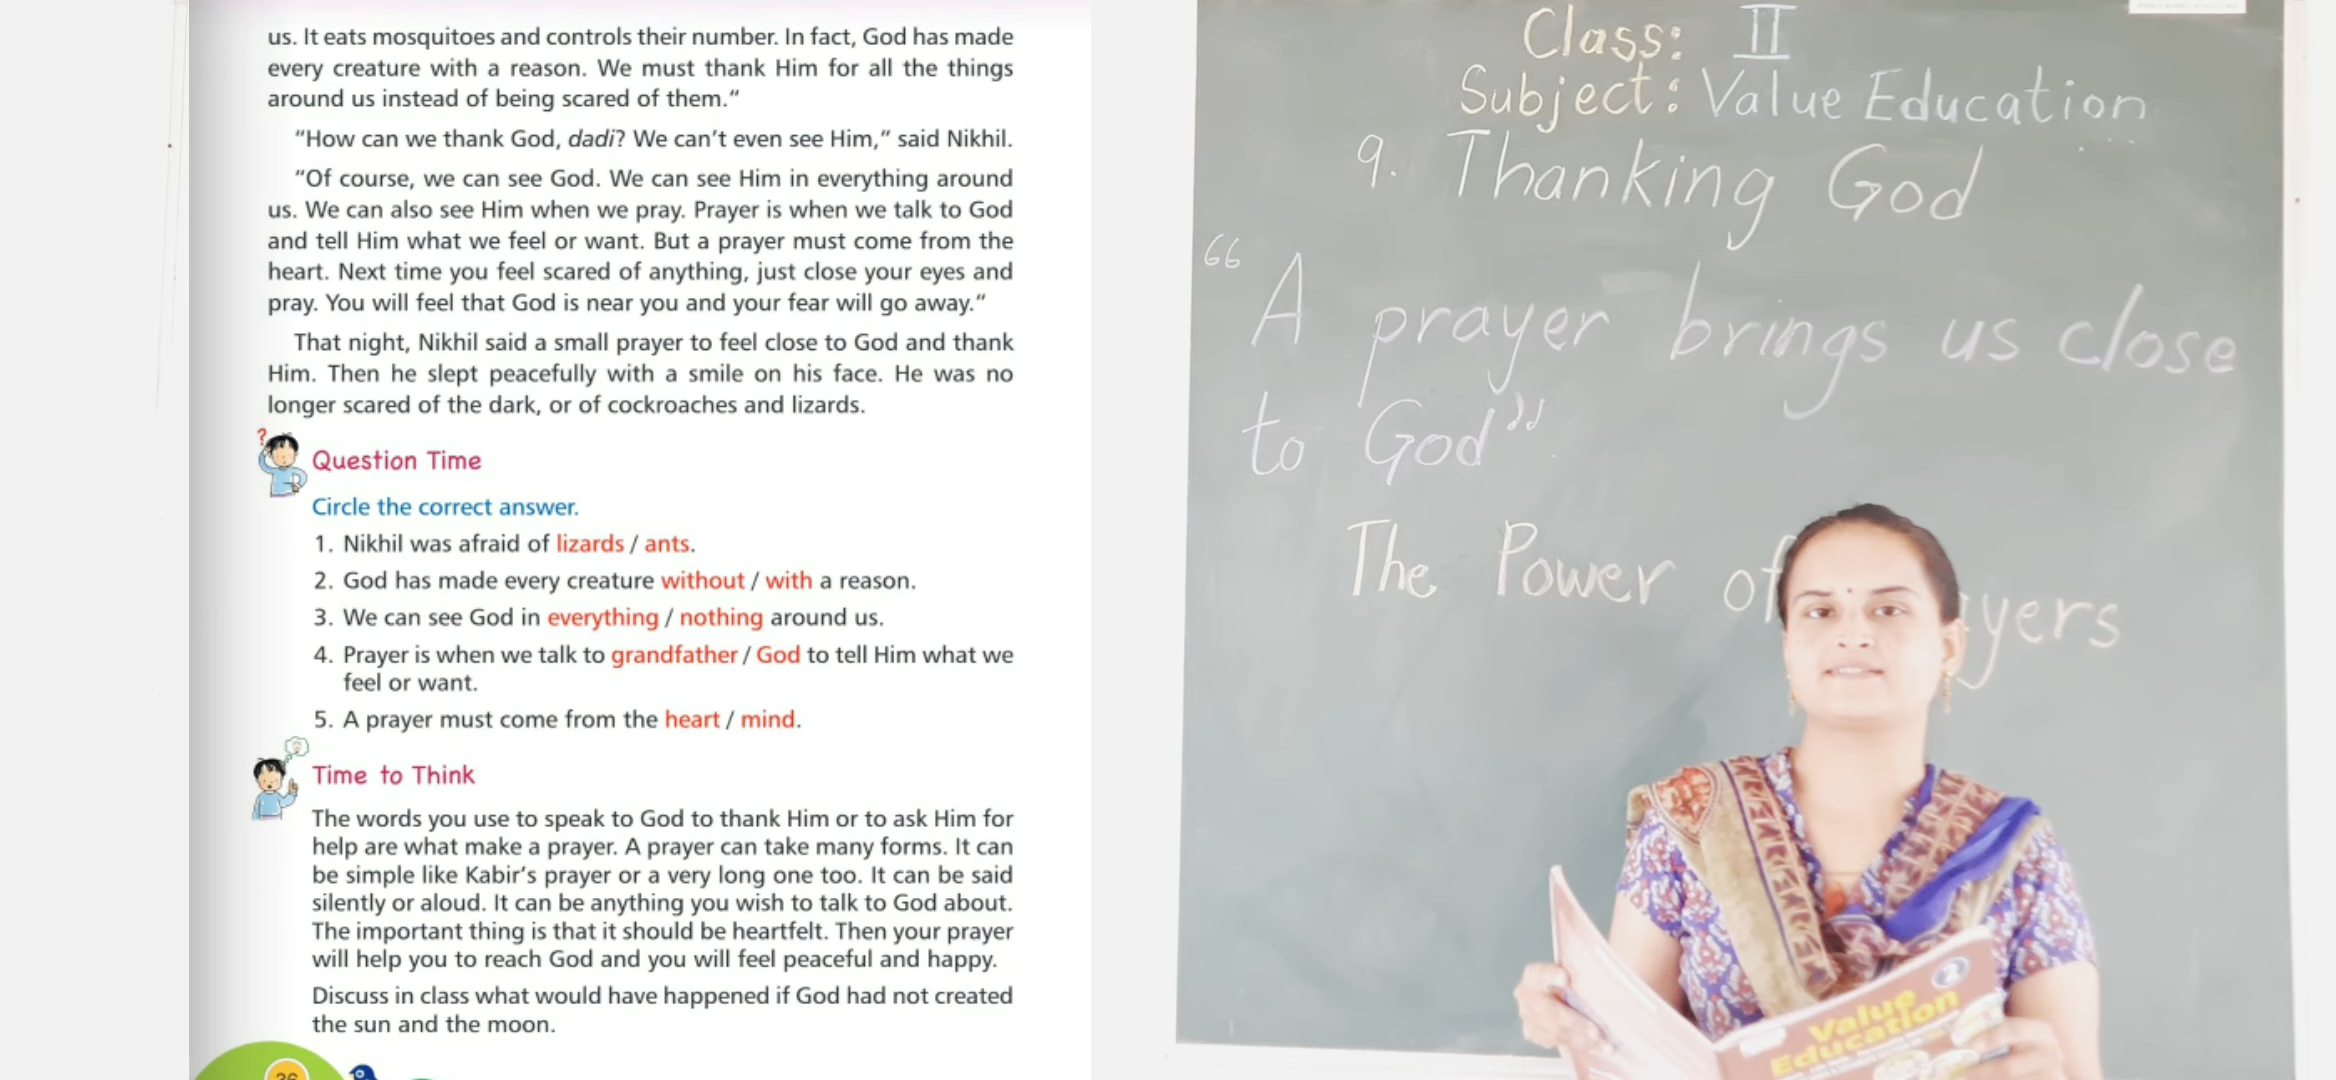 us. It eats mosquitoes and controls their number. In fact, God has made
every creature with a reason. We must thank Him for all the things
around us instead of being scared of them."
"How can we thank God, dadi? We can't even see Him," said Nikhil.
"Of course, we can see God. We can see Him in everything around
us. We can also see Him when we pray. Prayer is when we talk to God
and tell Him what we feel or want. But a prayer must come from the
heart. Next time you feel scared of anything, just close your eyes and
pray. You will feel that God is near you and your fear will go away."
That night, Nikhil said a small prayer to feel close to God and thank
Him. Then he slept peacefully with a smile on his face. He was no
longer scared of the dark, or of cockroaches and lizards.
?
Question Time
Circle the correct answer.
1. Nikhil was afraid of lizards / ants.
2. God has made every creature without / with a reason.
3. We can see God in everything / nothing around us.
4. Prayer is when we talk to grandfather / God to tell Him what we
feel or want.
5. A prayer must come from the heart / mind.
Time to Think
The words you use to speak to God to thank Him or to ask Him for
help are what make a prayer. A prayer can take many forms. It can
be simple like Kabir's prayer or a very long one too. It can be said
silently or aloud. It can be anything you wish to talk to God about.
The important thing is that it should be heartfelt. Then your prayer
will help you to reach God and you will feel peaceful and happy.
Discuss in class what would have happened if God had not created
the sun and the moon.
Class: II
Subject: Value Education
9. Thanking God
"A prayer brings us close
to God"
The Power of yers
2
Value
Education